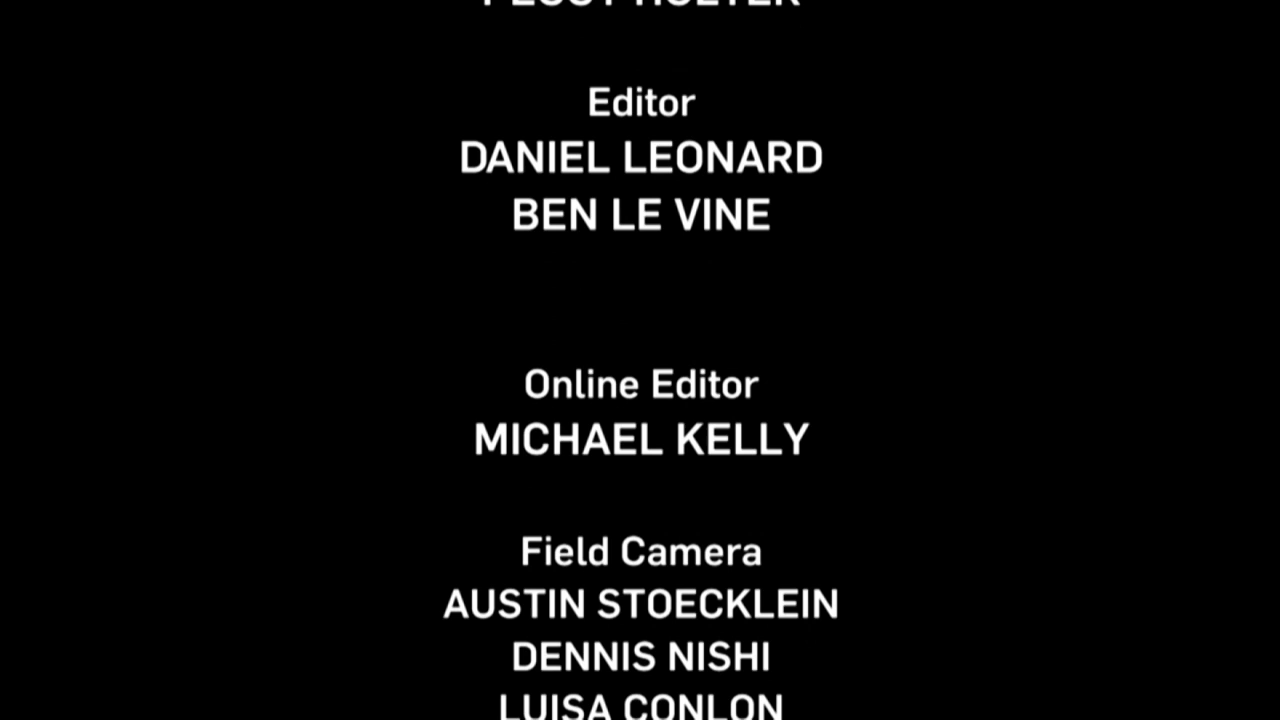 Editor
DANIEL LEONARD
BEN LE VINE
Online Editor
MICHAEL KELLY
Field Camera
AUSTIN STOECKLEIN
DENNIS NISHI
LUISA CONLON